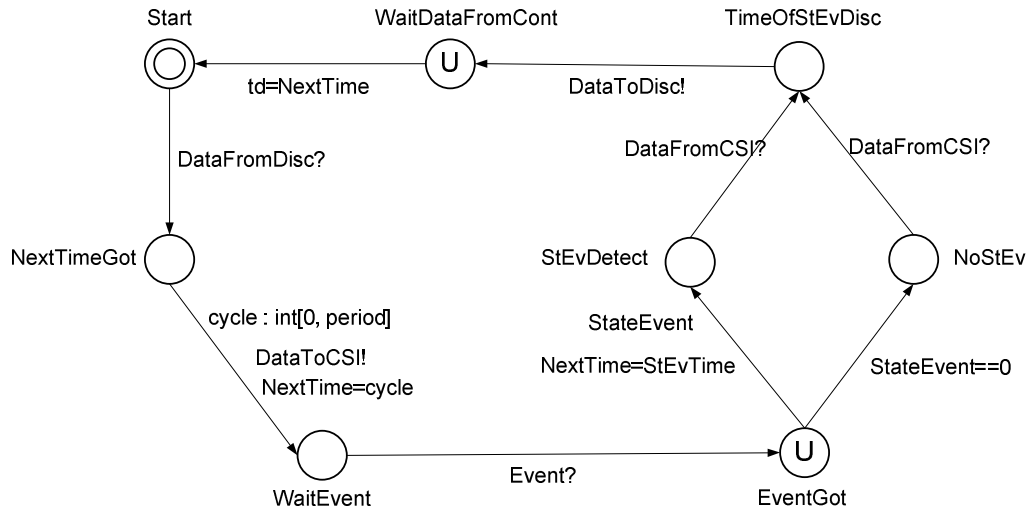 Start
WaitDataFromCont
TimeOfStEvDisc
U
td=NextTime
DataToDisc!
DataFromDisc?
DataFromCSI?
DataFromCSI?
NextTimeGot
StEvDetect
NoStEv
cycle : int[0, period]
StateEvent
DataToCSI!
NextTime=StEvTime
StateEvent==0
NextTime=cycle
U
Event?
WaitEvent
EventGot